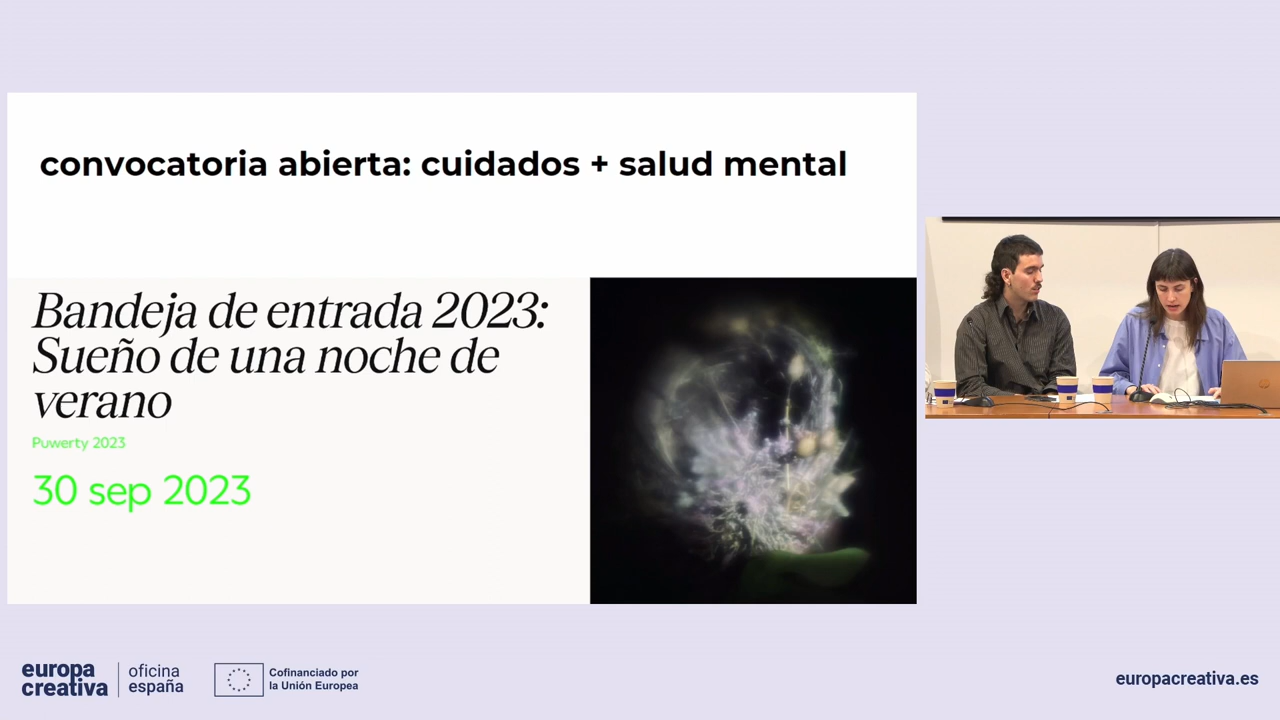 convocatoria abierta: cuidados + salud mental
Bandeja de entrada 2023:
Sueño de una noche de
verano
Puwerty 2023
30 sep 2023
europa
creativa
oficina
españa
Cofinanciado por
la Unión Europea
europacreativa.es